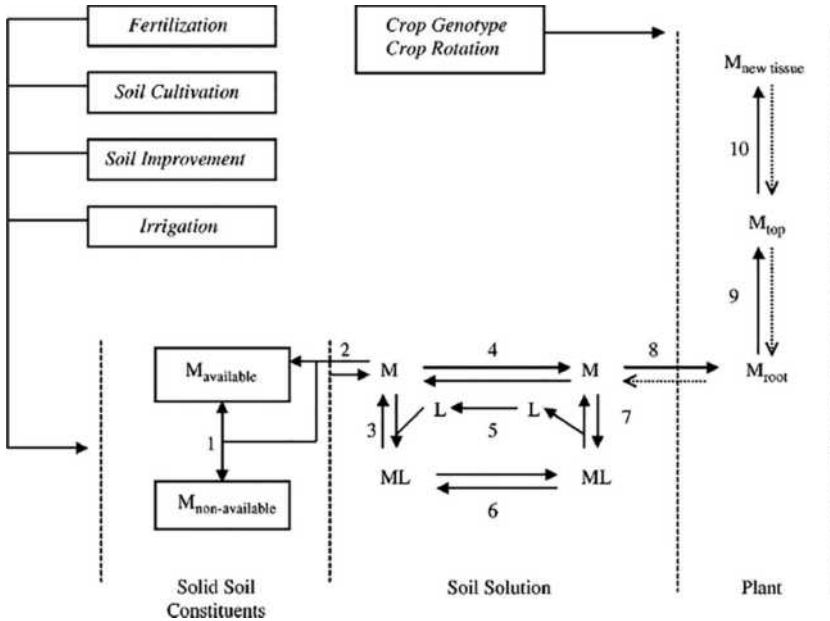 Fertilization
Soil Cultivation
Soil Improvement
Irrigation
Crop Genotype
Crop Rotation
M new tissue
10
M top
9
M root
M available
1
M non-available
2
M
4
M
8
3
L
5
L
7
ML
6
ML
Solid Soil
Constituents
Soil Solution
Plant